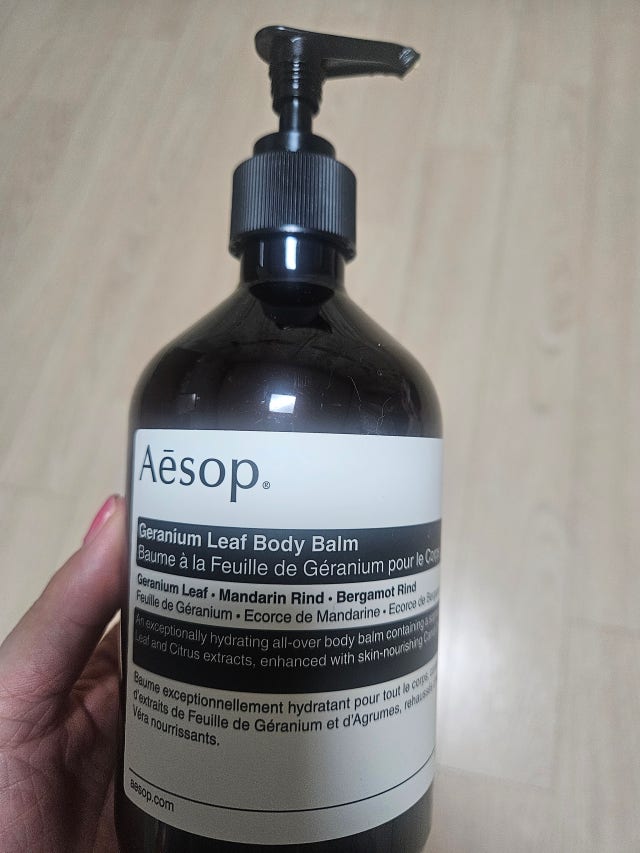 Aēsop®
Geranium Leaf Body Balm
Baume à la Feuille de Géranium pour le Corps
Geranium Leaf • Mandarin Rind • Bergamot Rind
Feuille de Géranium • Ecorce de Mandarine • Ecorce de
An exceptionally hydrating all-over body balm containing a
Leaf and Citrus extracts, enhanced with skin-nourishing
Baume exceptionnellement hydratant pour tout le corps,
d'extraits de Feuille de Géranium et d'Agrumes,
Véra nourrissants.
aesop.com